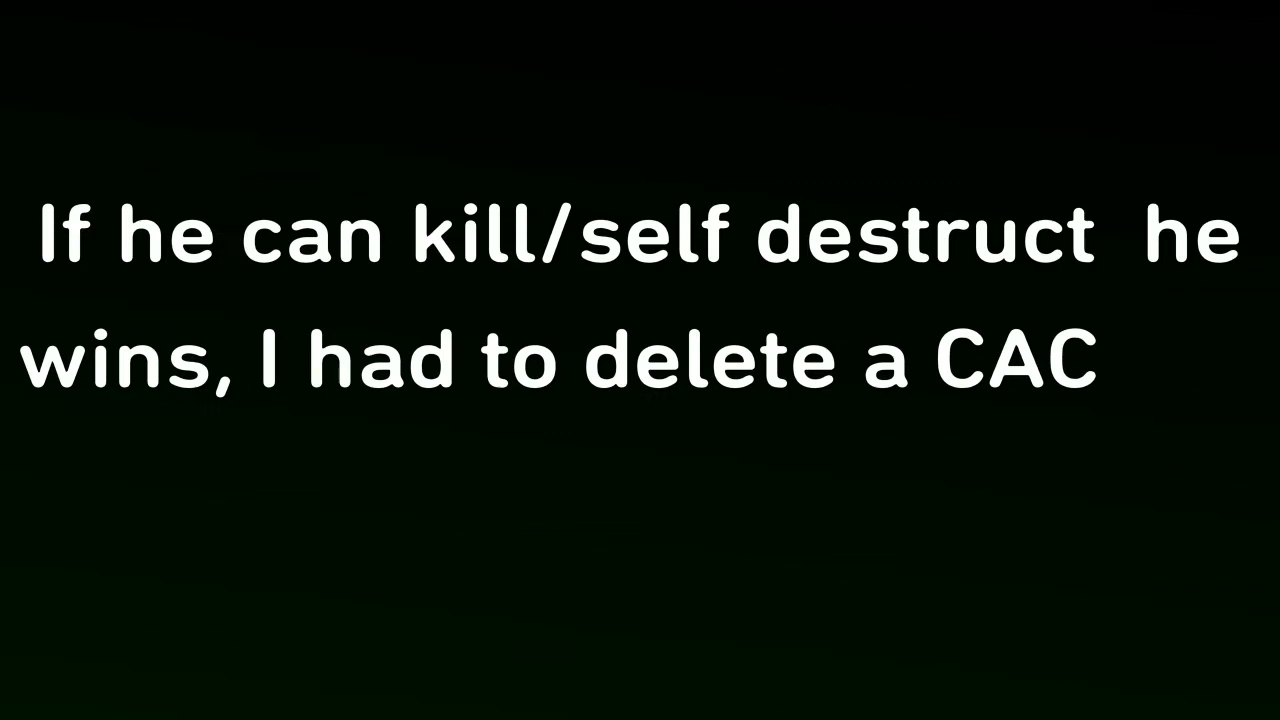 If he can kill/self destruct  he
wins, I had to delete a CAC